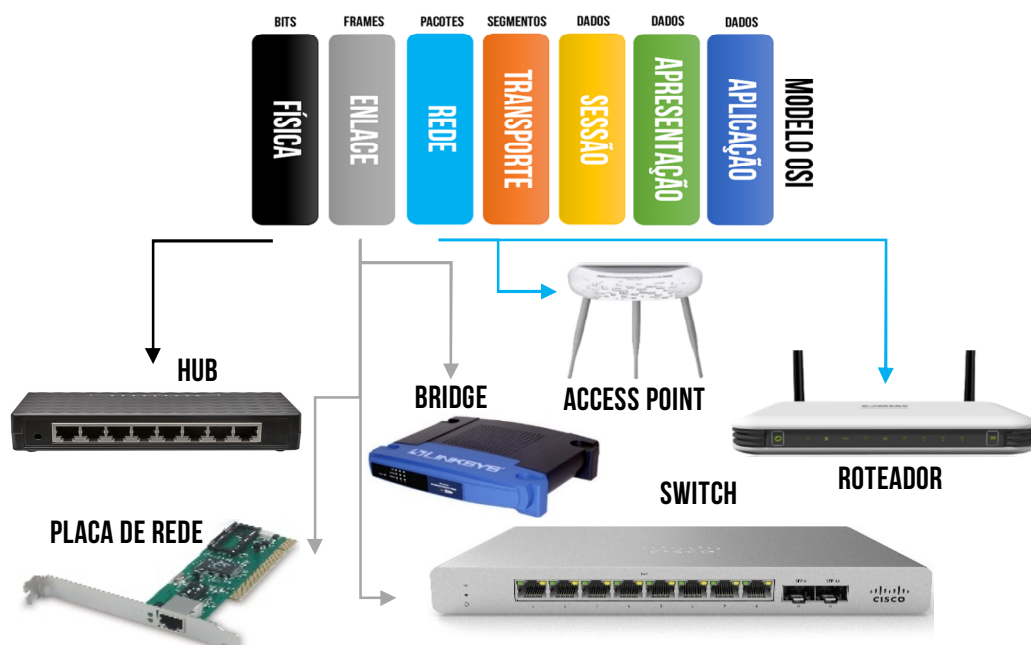 BITS
FRAMES
PACOTES
SEGMENTOS
DADOS
DADOS
DADOS
FÍSICA
ENLACE
REDE
TRANSPORTE
SESSÃO
APRESENTAÇÃO
APLICAÇÃO
MODELO OSI
HUB
BRIDGE
ACCESS POINT
ROTEADOR
LINKSYS
SWITCH
PLACA DE REDE
CISCO